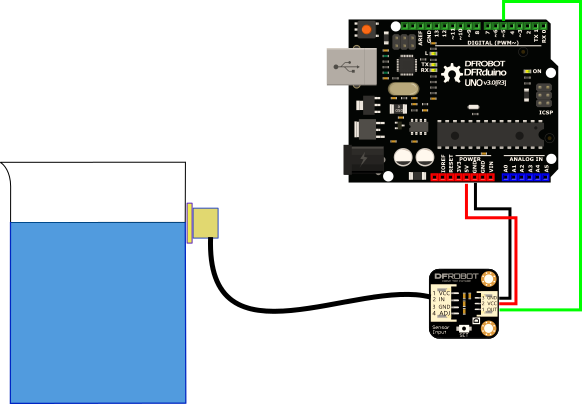 AREF
GND
13
12
~11
~10
~9
8
7
~6
~5
4
~3
2
TX 1
RX 0
DIGITAL (PWM~)
L
TX
RX
DFROBOT
DFRduino
UNO v3.0[R3]
ON
ICSP
IOREF
RESET
3V3
5V
GND
GND
VIN
POWER
ANALOG IN
A0
A1
A2
A3
A4
A5
DFROBOT
1 VCC
2 IN
3 GND
4 ADJ
Sensor
Input
SET
3 GND
2 VCC
1 OUT